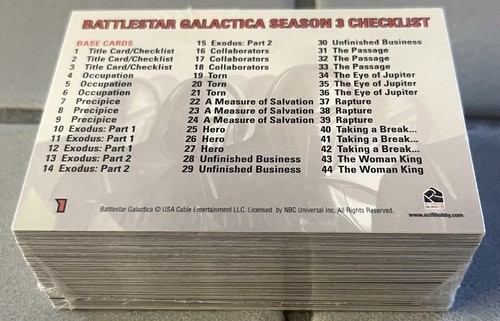 BATTLESTAR GALACTICA SEASON 3 CHECKLIST
BASE CARDS
1 Title Card/Checklist
2 Title Card/Checklist
3 Title Card/Checklist
4 Occupation
5 Occupation
6 Occupation
7 Precipice
8 Precipice
9 Precipice
10 Exodus: Part 1
11 Exodus: Part 1
12 Exodus: Part 1
13 Exodus: Part 2
14 Exodus: Part 2
15 Exodus: Part 2
16 Collaborators
17 Collaborators
18 Collaborators
19 Torn
20 Torn
21 Torn
22 A Measure of Salvation
23 A Measure of Salvation
24 A Measure of Salvation
25 Hero
26 Hero
27 Hero
28 Unfinished Business
29 Unfinished Business
30 Unfinished Business
31 The Passage
32 The Passage
33 The Passage
34 The Eye of Jupiter
35 The Eye of Jupiter
36 The Eye of Jupiter
37 Rapture
38 Rapture
39 Rapture
40 Taking a Break...
41 Taking a Break...
42 Taking a Break...
43 The Woman King
44 The Woman King
1
Battlestar Galactica © USA Cable Entertainment LLC. Licensed by NBC Universal Inc. All Rights Reserved.
www.scifihobby.com